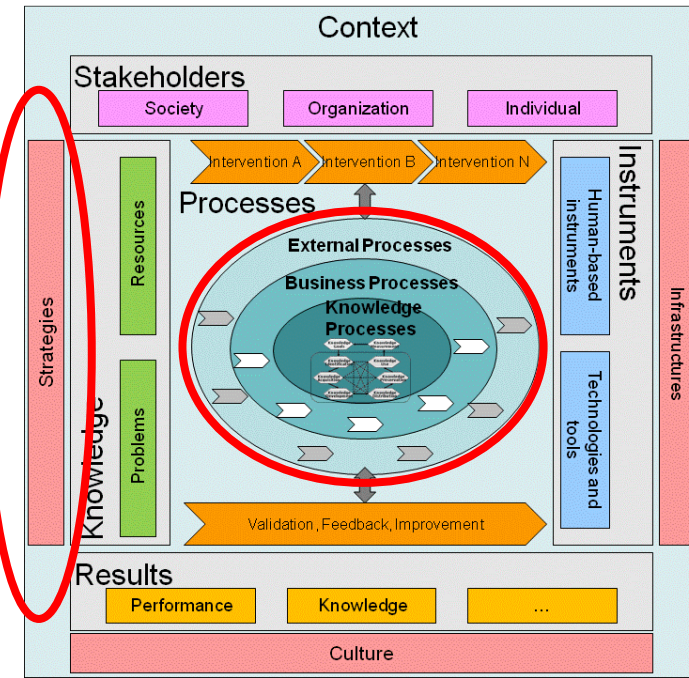 Context
Stakeholders
Society
Organization
Individual
Intervention A
Intervention B
Intervention N
Strategies
Knowledge
Resources
Problems
Processes
External Processes
Business Processes
Knowledge
Processes
Instruments
Human-based
instruments
Technologies and
tools
Infrastructures
Validation, Feedback, Improvement
Results
Performance
Knowledge
...
Culture